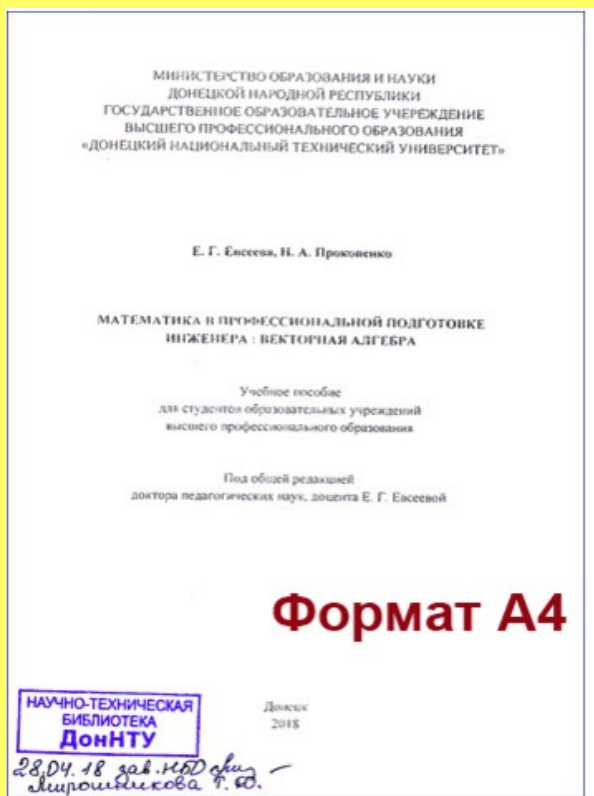 МИНИСТЕРСТВО ОБРАЗОВАНИЯ И НАУКИ
ДОНЕЦКОЙ НАРОДНОЙ РЕСПУБЛИКИ
ГОСУДАРСТВЕННОЕ ОБРАЗОВАТЕЛЬНОЕ УЧЕРЕЖДЕНИЕ
ВЫСШЕГО ПРОФЕССИОНАЛЬНОГО ОБРАЗОВАНИЯ
«ДОНЕЦКИЙ НАЦИОНАЛЬНЫЙ ТЕХНИЧЕСКИЙ УНИВЕРСИТЕТ»
Е. Г. Евсеева, Н. А. Прокопенко
МАТЕМАТИКА В ПРОФЕССИОНАЛЬНОЙ ПОДГОТОВКЕ
ИНЖЕНЕРА : ВЕКТОРНАЯ АЛГЕБРА
Учебное пособие
для студентов образовательных учреждений
высшего профессионального образования
Под общей редакцией
доктора педагогических наук, доцента Е. Г. Евсеевой
Формат А4
НАУЧНО-ТЕХНИЧЕСКАЯ
БИБЛИОТЕКА
ДонНТУ
Донецк
2018
28.04.18 зав. НБО
Мирошникова Т. Ю.